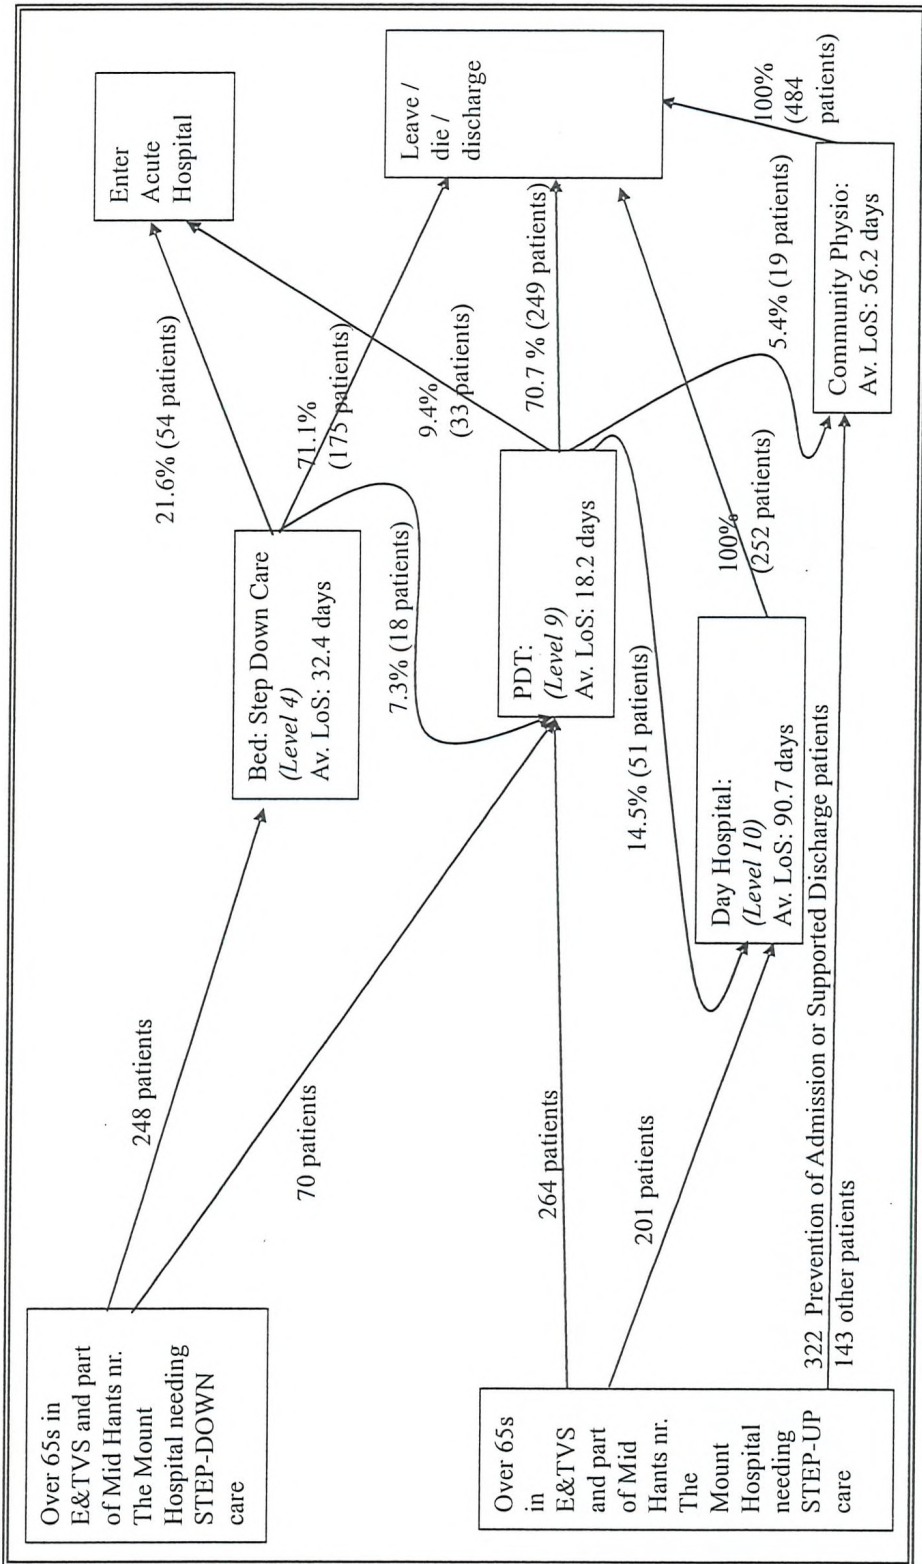 Over 65s in
E&TVS and part
of Mid Hants nr.
The Mount
Hospital needing
STEP-DOWN
care
248 patients
70 patients
Bed: Step Down Care
(Level 4)
Av. LoS: 32.4 days
21.6% (54 patients)
71.1%
(175 patients)
7.3% (18 patients)
Enter
Acute
Hospital
9.4%
(33 patients)
Leave /
die /
discharge
Over 65s
in
E&TVS
and part
of Mid
Hants nr.
The
Mount
Hospital
needing
STEP-UP
care
264 patients
201 patients
PDT:
(Level 9)
Av. LoS: 18.2 days
70.7 % (249 patients)
14.5% (51 patients)
5.4% (19 patients)
Day Hospital:
(Level 10)
Av. LoS: 90.7 days
100%
(252 patients)
322 Prevention of Admission or Supported Discharge patients
143 other patients
Community Physio:
Av. LoS: 56.2 days
100%
(484
patients)